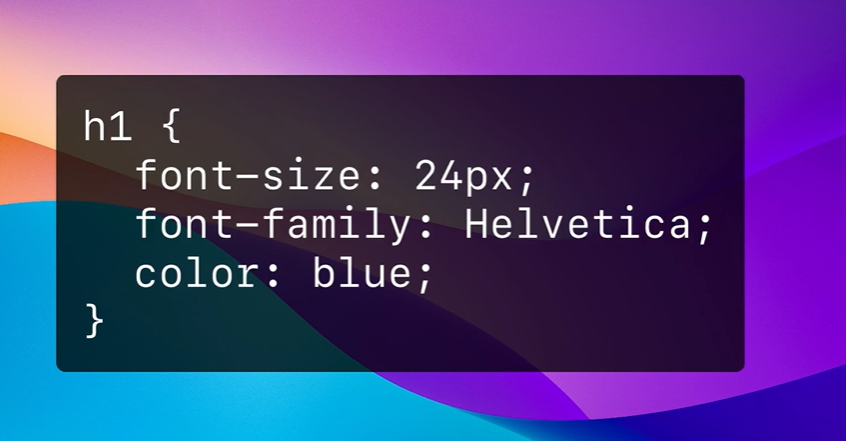 h1 {
  font-size: 24px;
  font-family: Helvetica;
  color: blue;
}